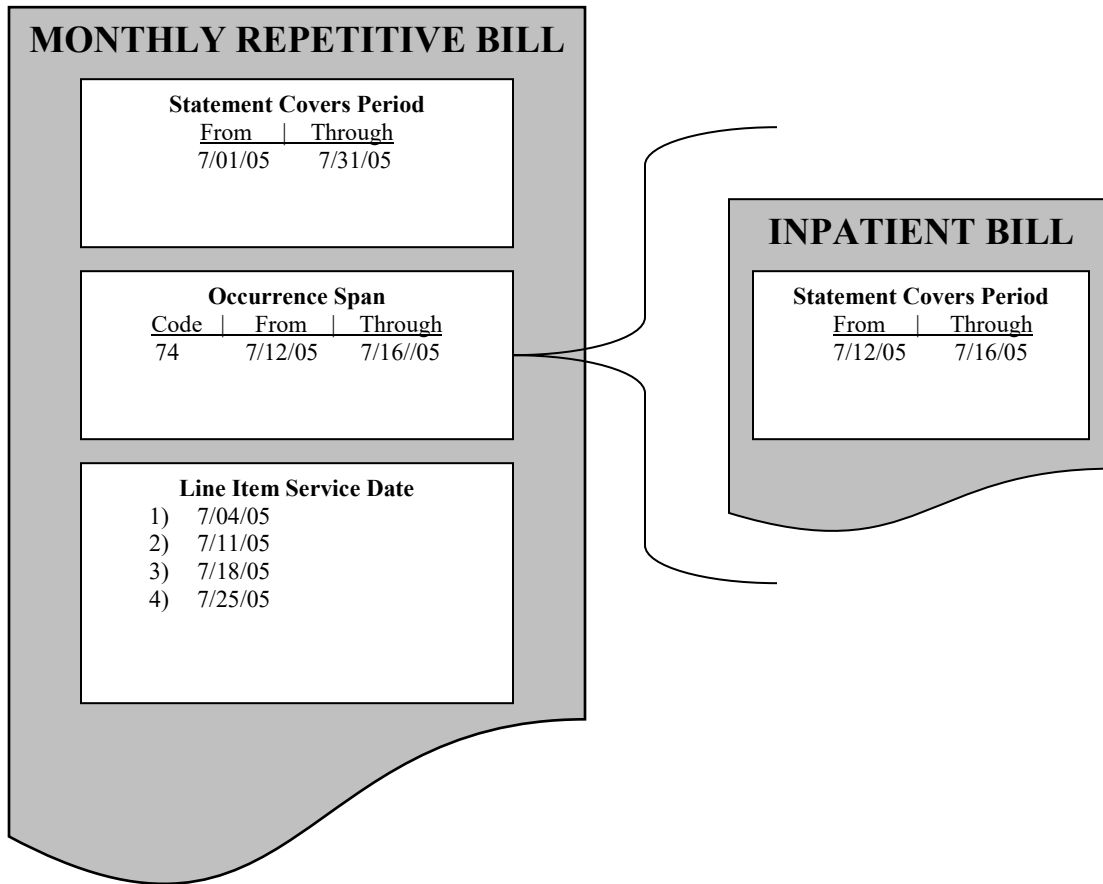 MONTHLY REPETITIVE BILL
Statement Covers Period
From | Through
7/01/05 7/31/05
Occurrence Span
Code | From | Through
74 7/12/05 7/16//05
Line Item Service Date
1) 7/04/05
2) 7/11/05
3) 7/18/05
4) 7/25/05
INPATIENT BILL
Statement Covers Period
From | Through
7/12/05 7/16/05